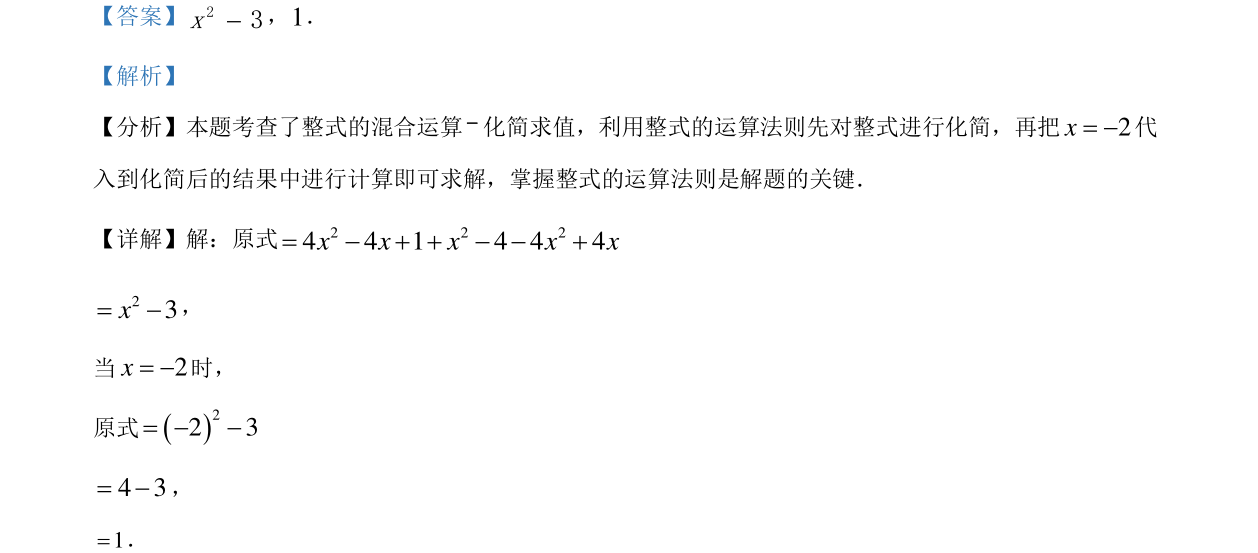 【答案】x² − 3，1．
【解析】
【分析】本题考查了整式的混合运算−化简求值，利用整式的运算法则先对整式进行化简，再把x=−2代
入到化简后的结果中进行计算即可求解，掌握整式的运算法则是解题的关键．
【详解】解：原式=4x²−4x+1+x²−4−4x²+4x
=x²−3，
当x=−2时，
原式=(−2)²−3
=4−3，
=1．